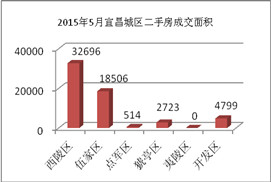 2015年5月宜昌城区二手房成交面积
40000
20000
0
32696
18506
514
2723
0
4799
西陵区
伍家区
点军区
猇亭区
夷陵区
开发区